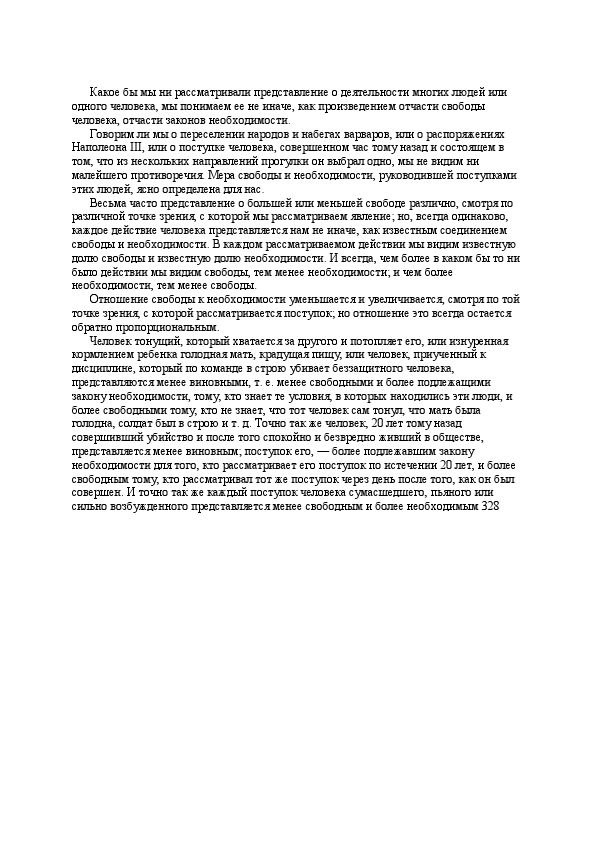 Какое бы мы ни рассматривали представление о деятельности многих людей или
одного человека, мы понимаем ее не иначе, как произведением отчасти свободы
человека, отчасти законов необходимости.
Говорим ли мы о переселении народов и набегах варваров, или о распоряжениях
Наполеона III, или о поступке человека, совершенном час тому назад и состоящем в
том, что из нескольких направлений прогулки он выбрал одно, мы не видим ни
малейшего противоречия. Мера свободы и необходимости, руководившей поступками
этих людей, ясно определена для нас.
Весьма часто представление о большей или меньшей свободе различно, смотря по
различной точке зрения, с которой мы рассматриваем явление; но, всегда одинаково,
каждое действие человека представляется нам не иначе, как известным соединением
свободы и необходимости. В каждом рассматриваемом действии мы видим известную
долю свободы и известную долю необходимости. И всегда, чем более в каком бы то ни
было действии мы видим свободы, тем менее необходимости; и чем более
необходимости, тем менее свободы.
Отношение свободы к необходимости уменьшается и увеличивается, смотря по той
точке зрения, с которой рассматривается поступок; но отношение это всегда остается
обратно пропорциональным.
Человек тонущий, который хватается за другого и потопляет его, или изнуренная
кормлением ребенка голодная мать, крадущая пищу, или человек, приученный к
дисциплине, который по команде в строю убивает беззащитного человека,
представляются менее виновными, т. е. менее свободными и более подлежащими
закону необходимости, тому, кто знает те условия, в которых находились эти люди, и
более свободными тому, кто не знает, что тот человек сам тонул, что мать была
голодна, солдат был в строю и т. д. Точно так же человек, 20 лет тому назад
совершивший убийство и после того спокойно и безвредно живший в обществе,
представляется менее виновным; поступок его, — более подлежавшим закону
необходимости для того, кто рассматривает его поступок по истечении 20 лет, и более
свободным тому, кто рассматривал тот же поступок через день после того, как он был
совершен. И точно так же каждый поступок человека сумасшедшего, пьяного или
сильно возбужденного представляется менее свободным и более необходимым 328